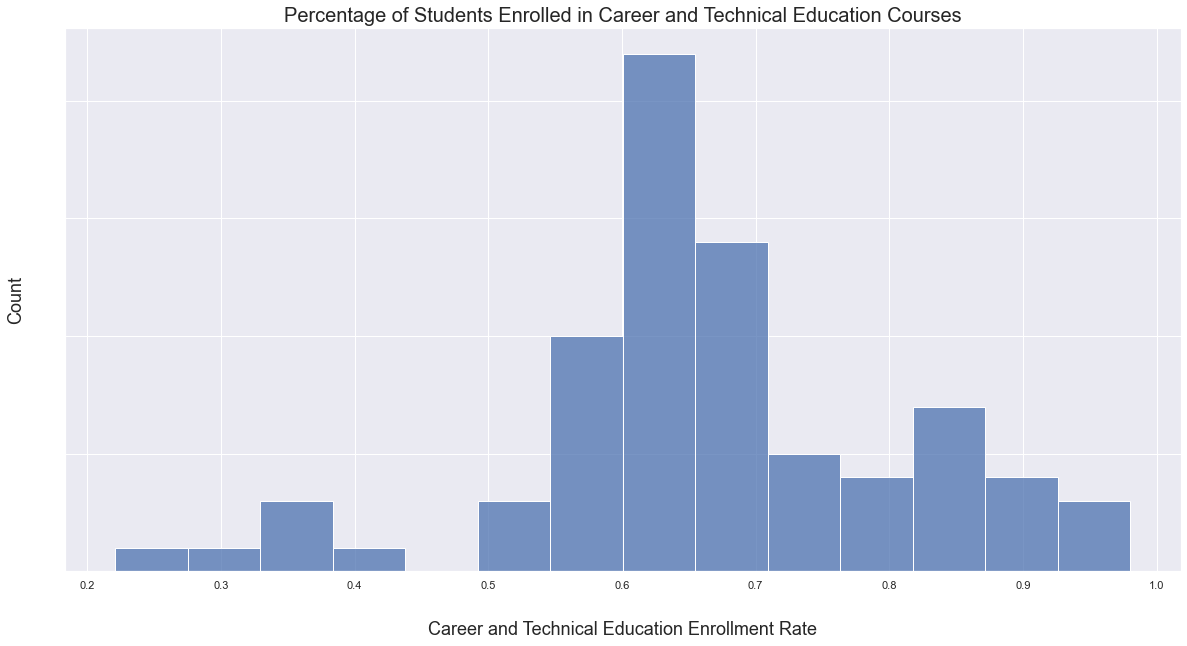 Percentage of Students Enrolled in Career and Technical Education Courses
Count
0.2 0.3 0.4 0.5 0.6 0.7 0.8 0.9 1.0
Career and Technical Education Enrollment Rate